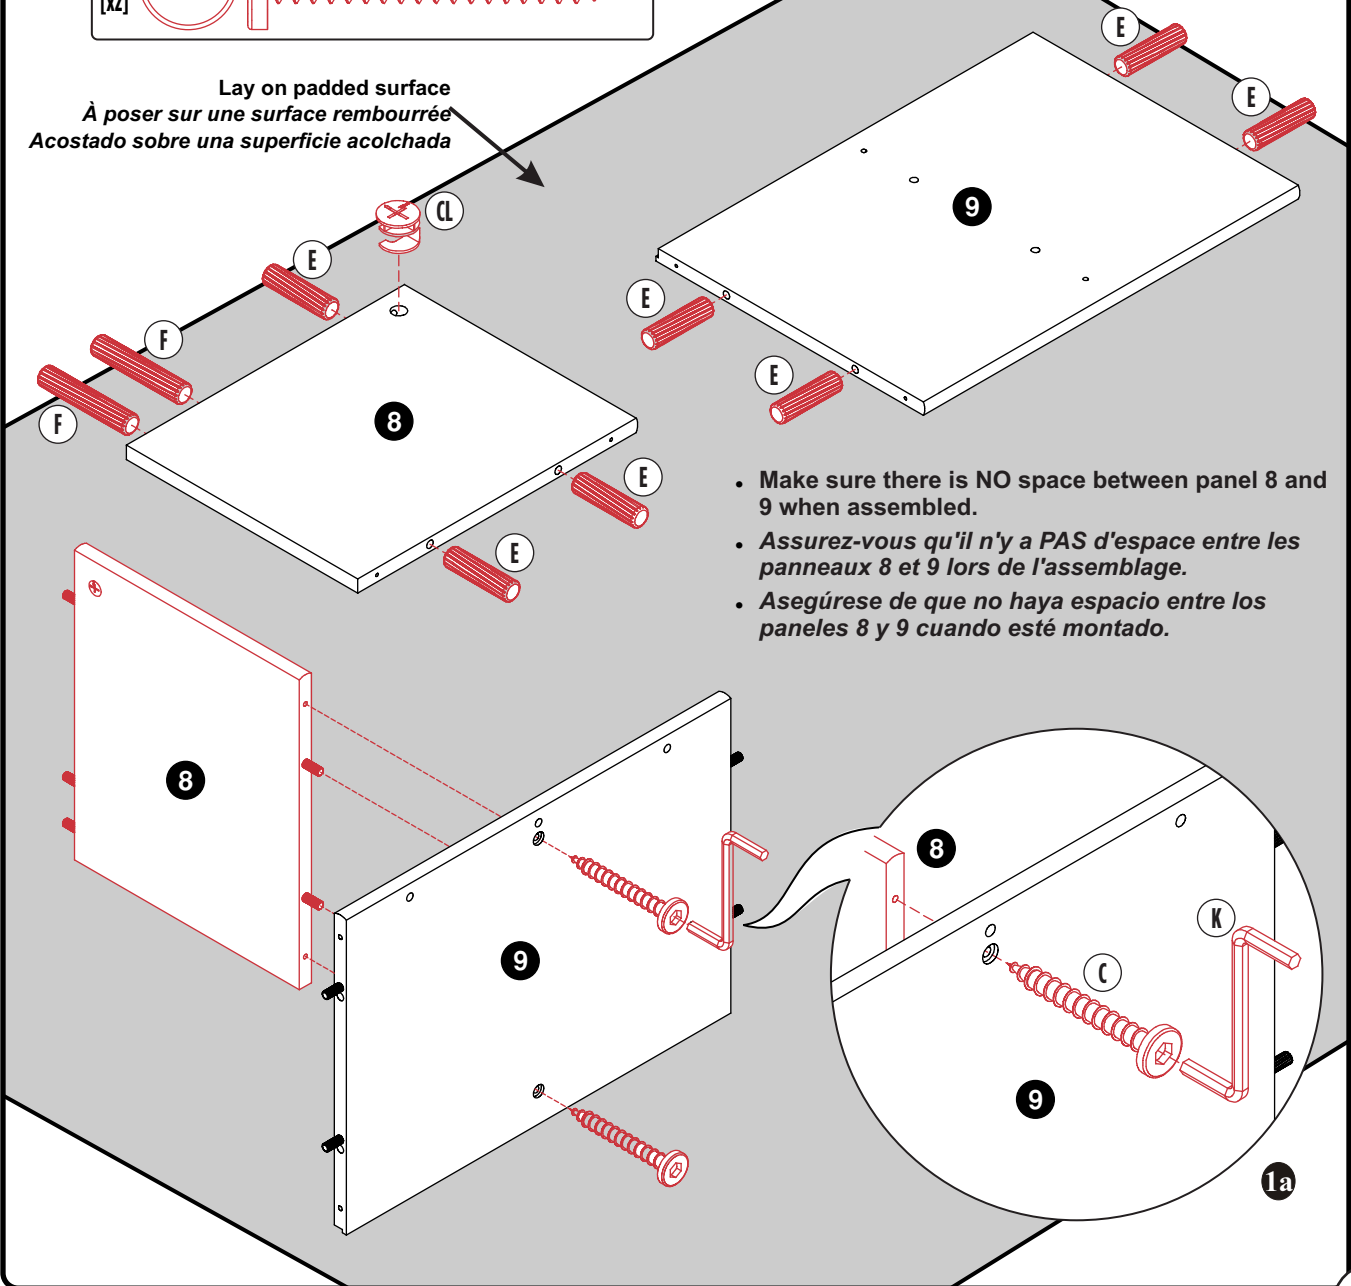 [x2]
Lay on padded surface
À poser sur une surface rembourrée
Acostado sobre una superficie acolchada
E
E
9
CL
E
E
F
E
F
8
E
E
• Make sure there is NO space between panel 8 and
9 when assembled.
• Assurez-vous qu'il n'y a PAS d'espace entre les
panneaux 8 et 9 lors de l'assemblage.
• Asegúrese de que no haya espacio entre los
paneles 8 y 9 cuando esté montado.
8
8
K
9
C
9
1a